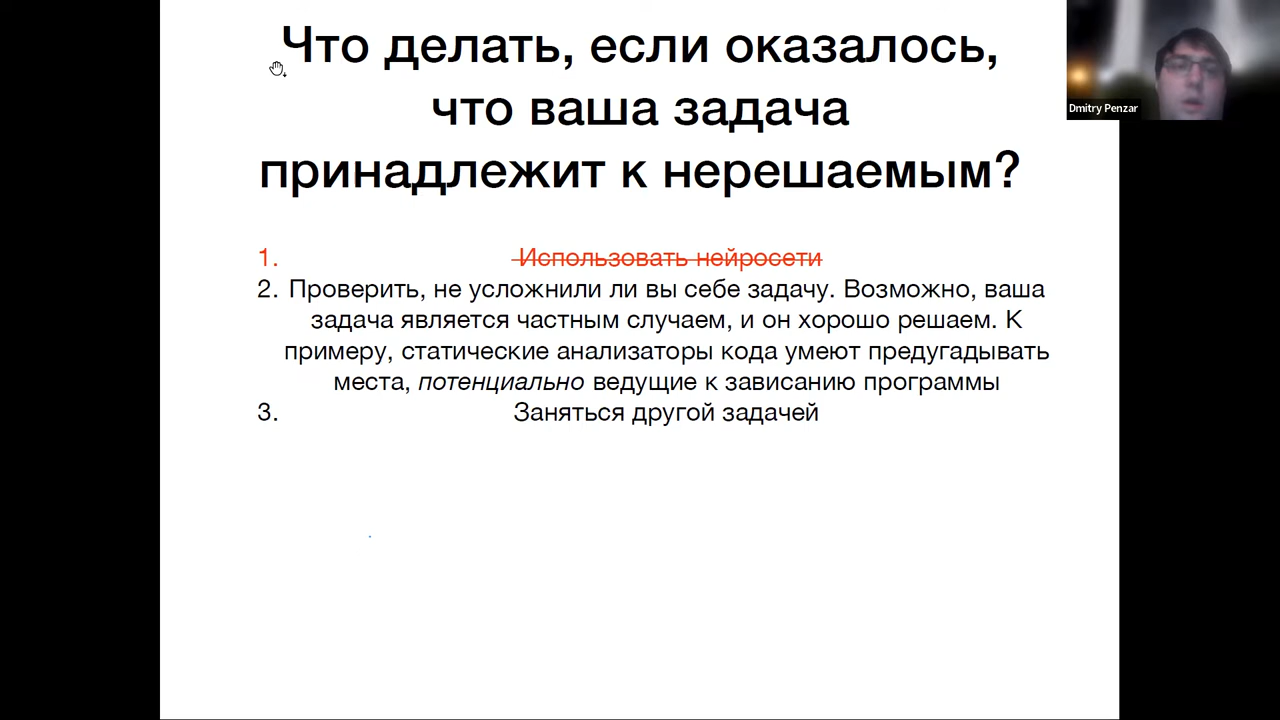 Что делать, если оказалось,
что ваша задача
принадлежит к нерешаемым?
Dmitry Penzar
1. Использовать нейросети
2. Проверить, не усложнили ли вы себе задачу. Возможно, ваша
задача является частным случаем, и он хорошо решаем. К
примеру, статические анализаторы кода умеют предугадывать
места, потенциально ведущие к зависанию программы
3. Заняться другой задачей